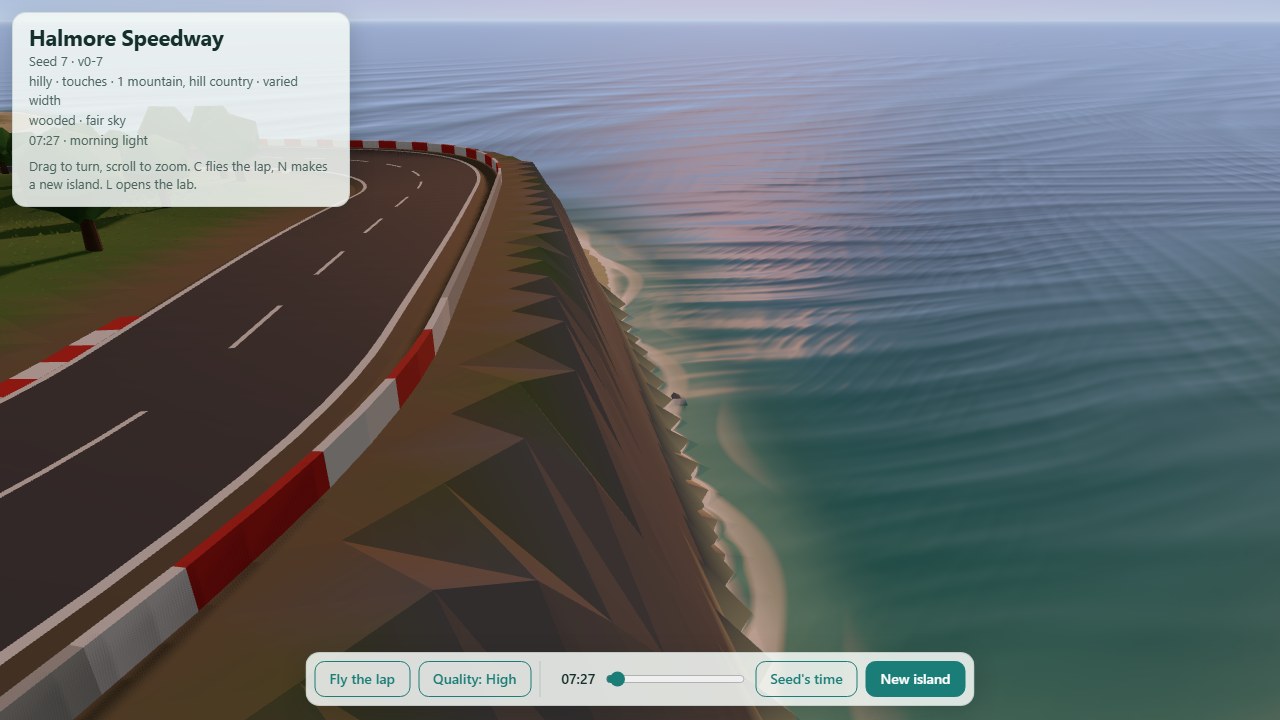 Halmore Speedway
Seed 7 · v0-7
hilly · touches · 1 mountain, hill country · varied
width
wooded · fair sky
07:27 · morning light
Drag to turn, scroll to zoom. C flies the lap, N makes
a new island. L opens the lab.
Fly the lap
Quality: High
07:27
Seed's time
New island